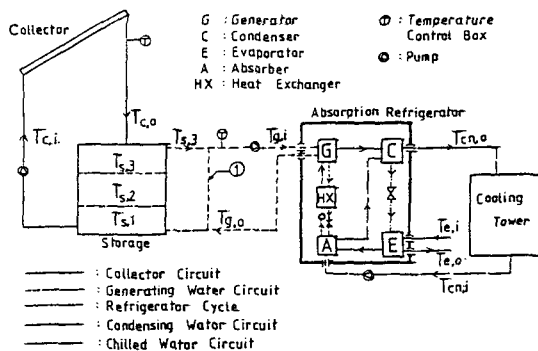 Collector
G : Generator
C : Condenser
E : Evaporator
A : Absorber
HX : Heat Exchanger
T : Temperature
Control Box
: Pump
Tc,i.
Tc,o
Ts,3
T
Tg,i
Absorption Refrigerator
Tcn,o
Ts,3
Ts,2
Ts,1
Storage
1
Tg,o
G
C
HX
A
E
Te,i
Te,o
Tcn,i
Cooling
Tower
: Collector Circuit
: Generating Water Circuit
: Refrigerator Cycle
: Condensing Water Circuit
: Chilled Water Circuit